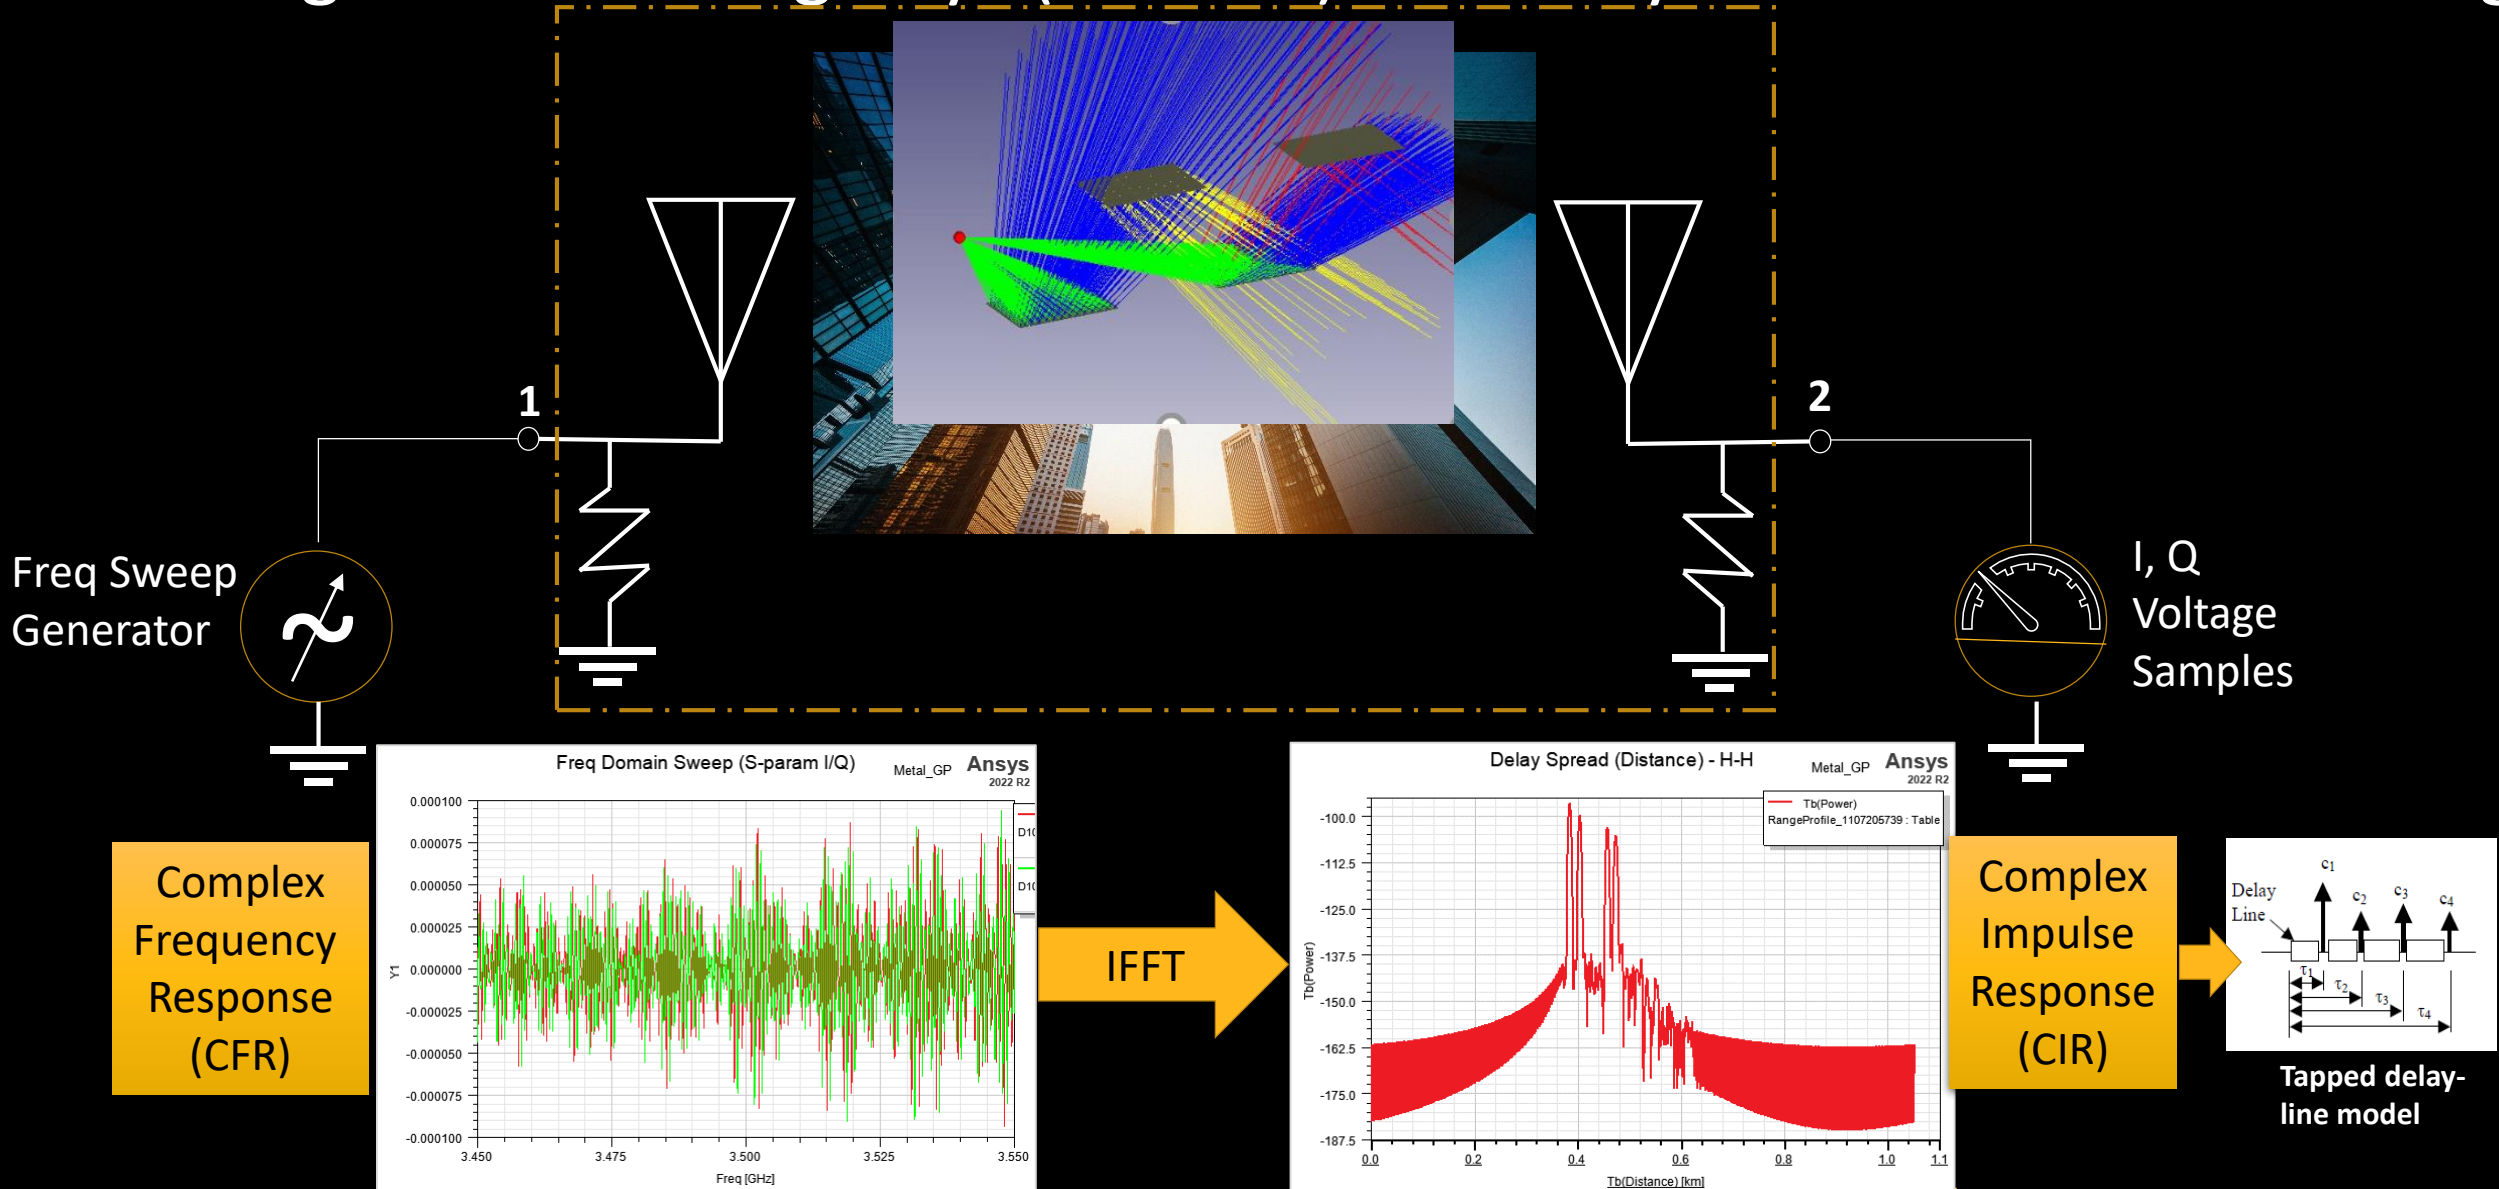 1
2
Freq Sweep
Generator
I, Q
Voltage
Samples
Complex
Frequency
Response
(CFR)
Freq Domain Sweep (S-param I/Q)
Metal_GP
Ansys
2022 R2
0.000100
0.000075
0.000050
0.000025
0.000000
-0.000025
-0.000050
-0.000075
-0.000100
Y1
3.450
3.475
3.500
3.525
3.550
Freq [GHz]
IFFT
Delay Spread (Distance) - H-H
Metal_GP
Ansys
2022 R2
Tb(Power)
RangeProfile_1107205739 : Table
-100.0
-112.5
-125.0
-137.5
-150.0
-162.5
-175.0
-187.5
Tb(Power)
0.0
0.2
0.4
0.6
0.8
1.0
1.1
Tb(Distance) [km]
Complex
Impulse
Response
(CIR)
Delay
Line
c1
c2
c3
c4
τ1
τ2
τ3
τ4
Tapped delay-
line model